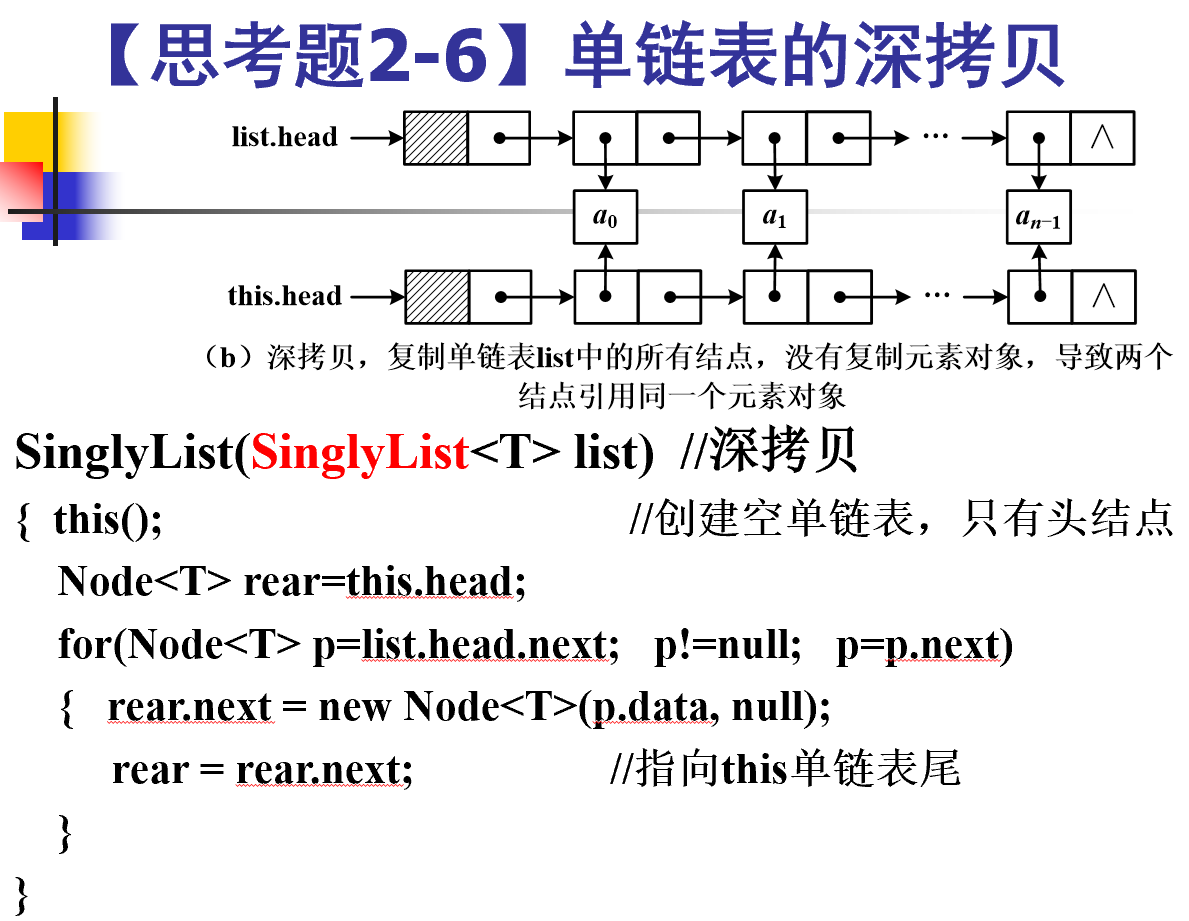 【思考题2-6】单链表的深拷贝
list.head … ∧
a0 a1 an−1
this.head … ∧
（b）深拷贝，复制单链表list中的所有结点，没有复制元素对象，导致两个
结点引用同一个元素对象
SinglyList(SinglyList<T> list) //深拷贝
{ this(); //创建空单链表，只有头结点
Node<T> rear=this.head;
for(Node<T> p=list.head.next; p!=null; p=p.next)
{ rear.next = new Node<T>(p.data, null);
rear = rear.next; //指向this单链表尾
}
}